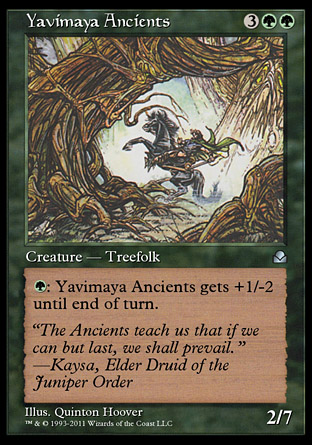 Yavimaya Ancients 3
Creature — Treefolk
: Yavimaya Ancients gets +1/-2
until end of turn.
“The Ancients teach us that if we
can but last, we shall prevail.”
—Kaysa, Elder Druid of the
Juniper Order
Illus. Quinton Hoover
™ & © 1993-2011 Wizards of the Coast LLC 2/7